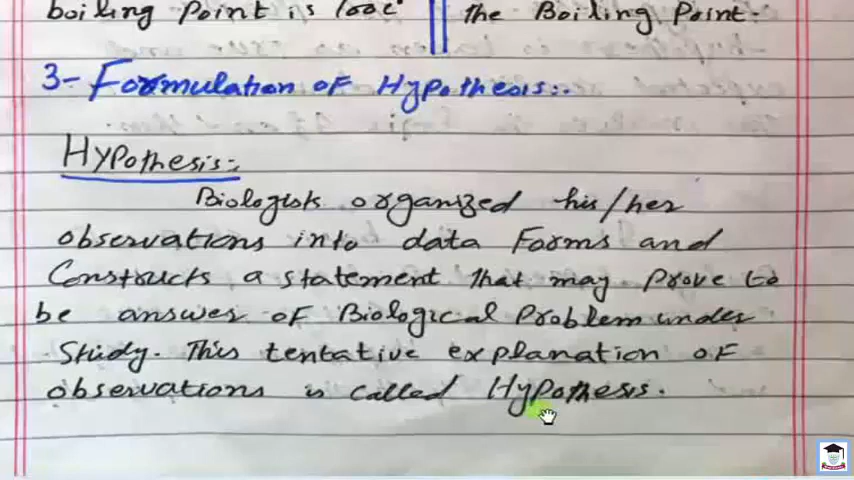 boiling Point is 100c° the Boiling Point.
3- Formulation of Hypothesis:.
Hypothesis:.
Biologists organized his/her
observations into data Forms and
Constructs a statement that may Prove to
be answer of Biological Problem under
Study. This tentative explanation of
observations is called Hypothesis.